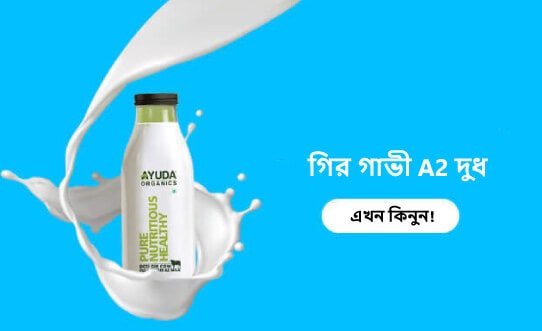 AYUDA
ORGANICS
PURE
NUTRITIOUS
HEALTHY
গির গাভী A2 দুধ
এখন কিনুন!